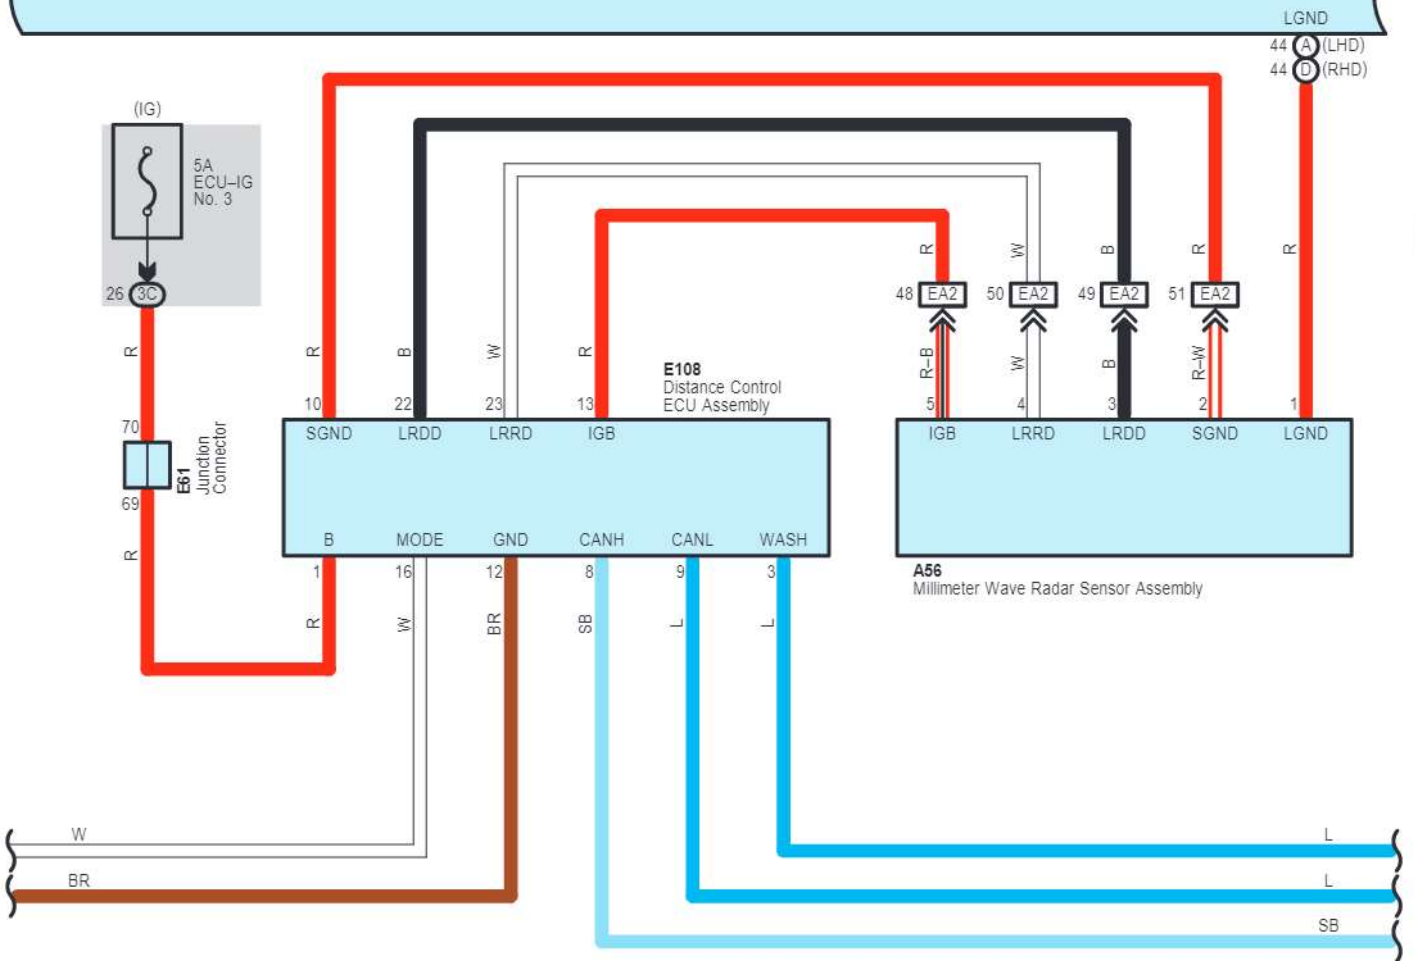 LGND
44 A (LHD)
44 D (RHD)
(IG)
5A
ECU–IG
No. 3
26 3C
R
70
E61
Junction
Connector
69
R
R
B
W
R
R
W
B
R
R
48 EA2
50 EA2
49 EA2
51 EA2
R–B
W
B
R–W
E108
Distance Control
ECU Assembly
10
22
23
13
5
4
3
2
1
SGND
LRDD
LRRD
IGB
IGB
LRRD
LRDD
SGND
LGND
B
MODE
GND
CANH
CANL
WASH
1
16
12
8
9
3
A56
Millimeter Wave Radar Sensor Assembly
R
W
BR
SB
L
L
W
L
BR
L
SB